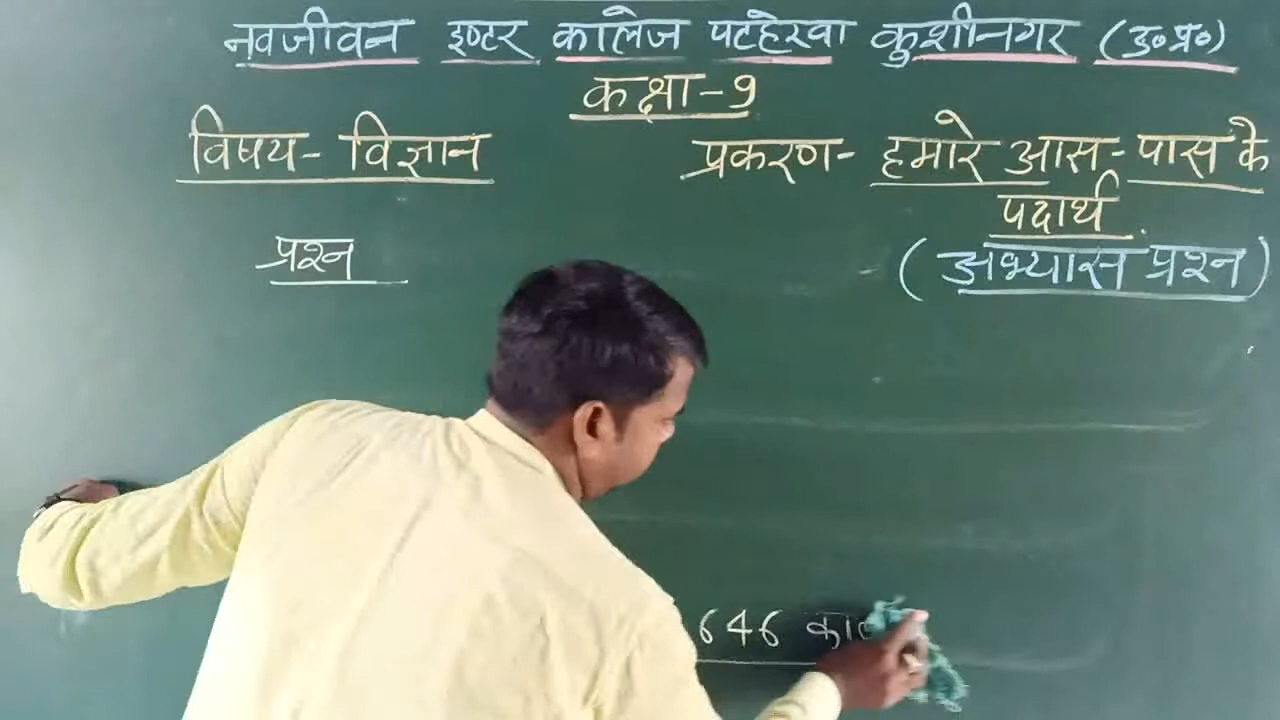 नवजीवन इण्टर कालेज पटहेरवा कुशीनगर (उ०प्र०)
कक्षा-9
विषय- विज्ञान
प्रकरण- हमारे आस-पास के
पदार्थ
(अभ्यास प्रश्न)
प्रश्न
646